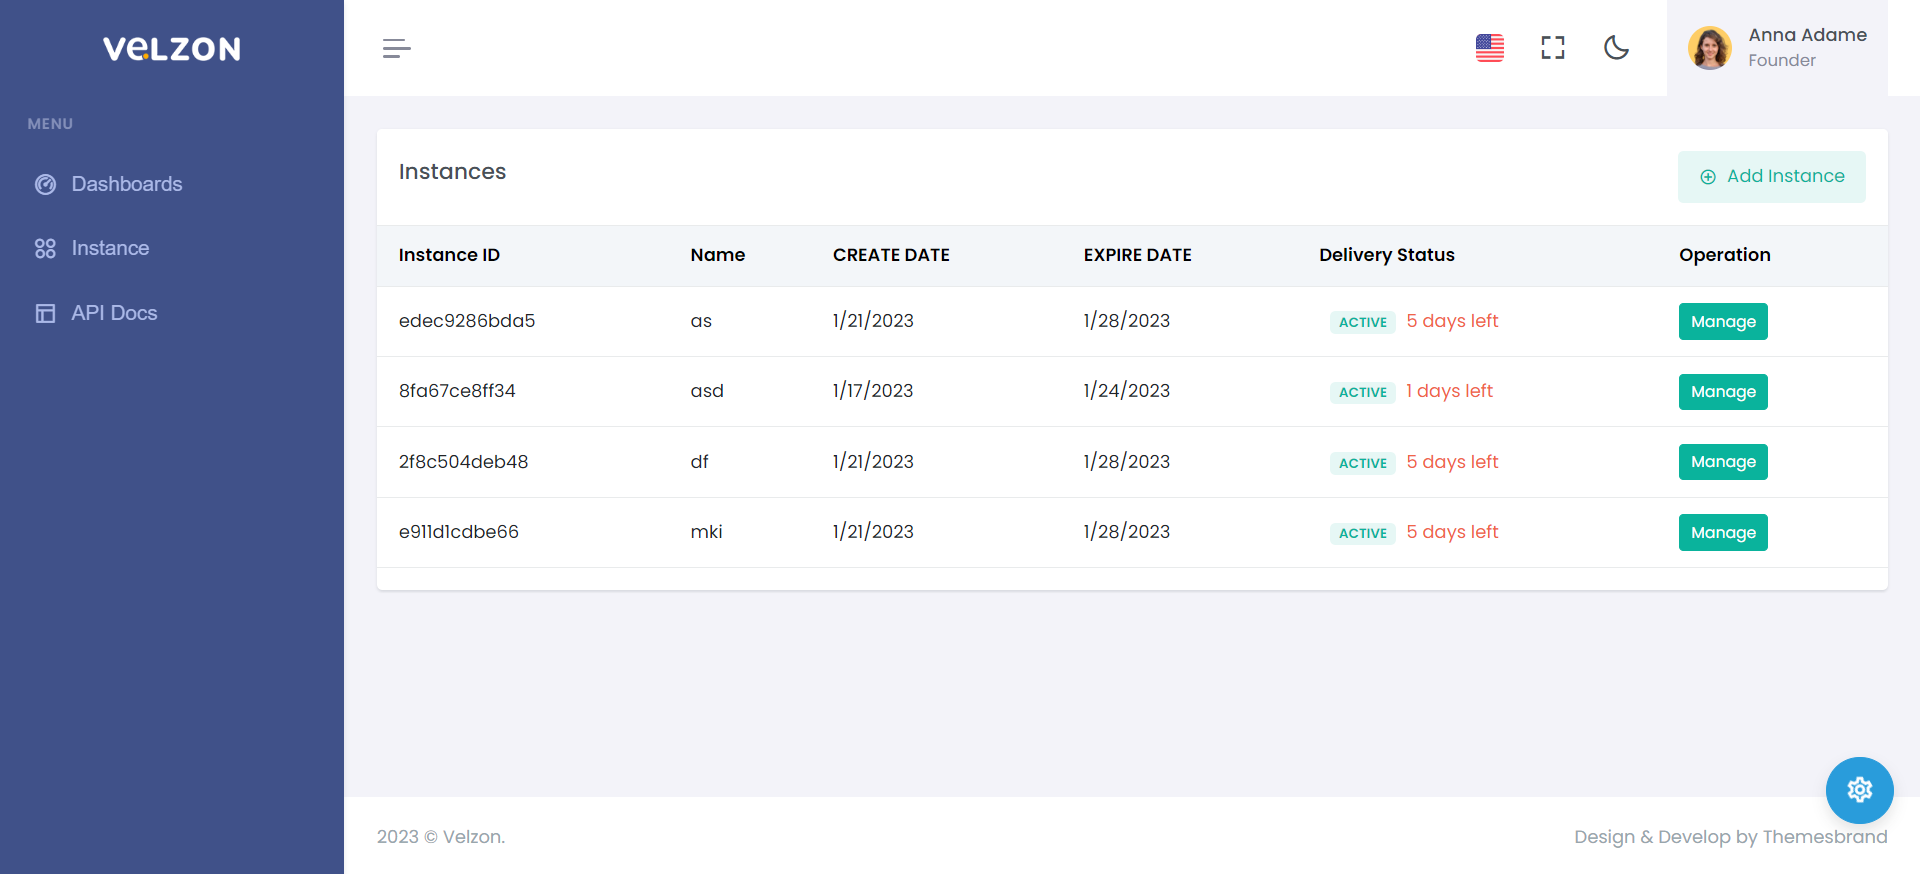 VELZON
Anna Adame
Founder
MENU
Dashboards
Instance
API Docs
Instances
Add Instance
Instance ID Name CREATE DATE EXPIRE DATE Delivery Status Operation
edec9286bda5 as 1/21/2023 1/28/2023 ACTIVE 5 days left Manage
8fa67ce8ff34 asd 1/17/2023 1/24/2023 ACTIVE 1 days left Manage
2f8c504deb48 df 1/21/2023 1/28/2023 ACTIVE 5 days left Manage
e911d1cdbe66 mki 1/21/2023 1/28/2023 ACTIVE 5 days left Manage
2023 © Velzon.
Design & Develop by Themesbrand